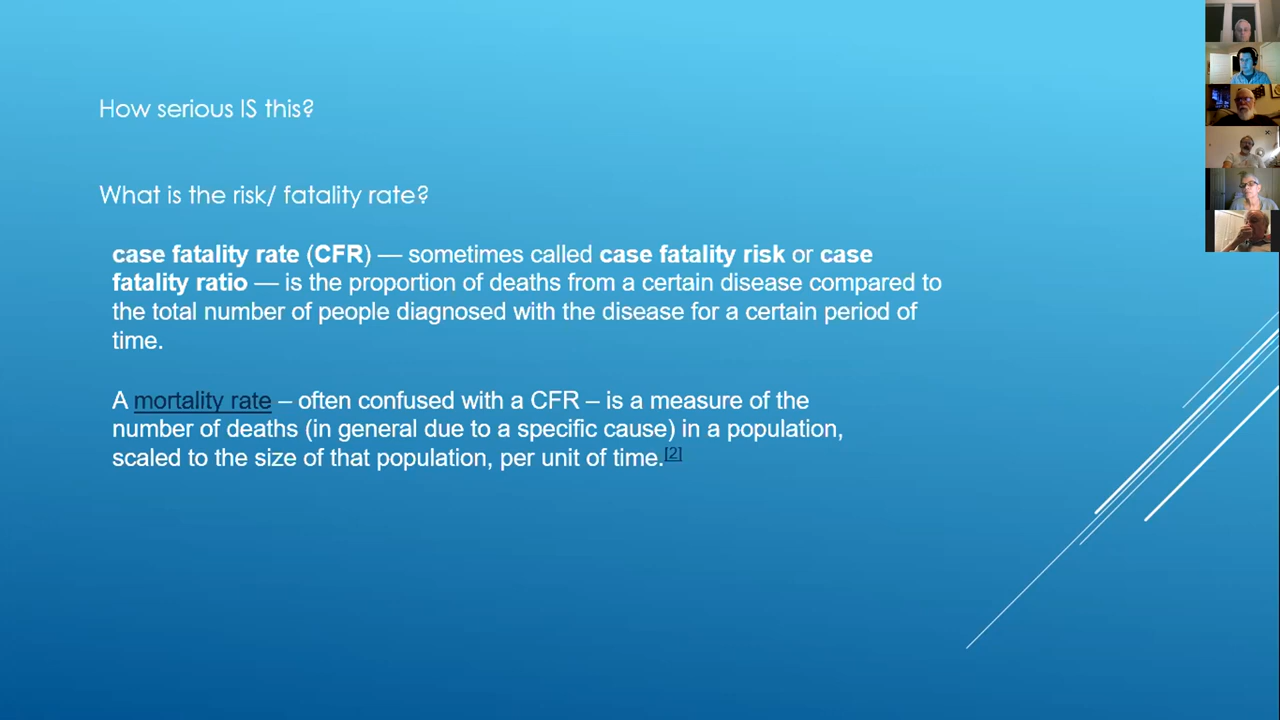 How serious IS this?
What is the risk/ fatality rate?
case fatality rate (CFR) — sometimes called case fatality risk or case
fatality ratio — is the proportion of deaths from a certain disease compared to
the total number of people diagnosed with the disease for a certain period of
time.
A mortality rate – often confused with a CFR – is a measure of the
number of deaths (in general due to a specific cause) in a population,
scaled to the size of that population, per unit of time.[2]